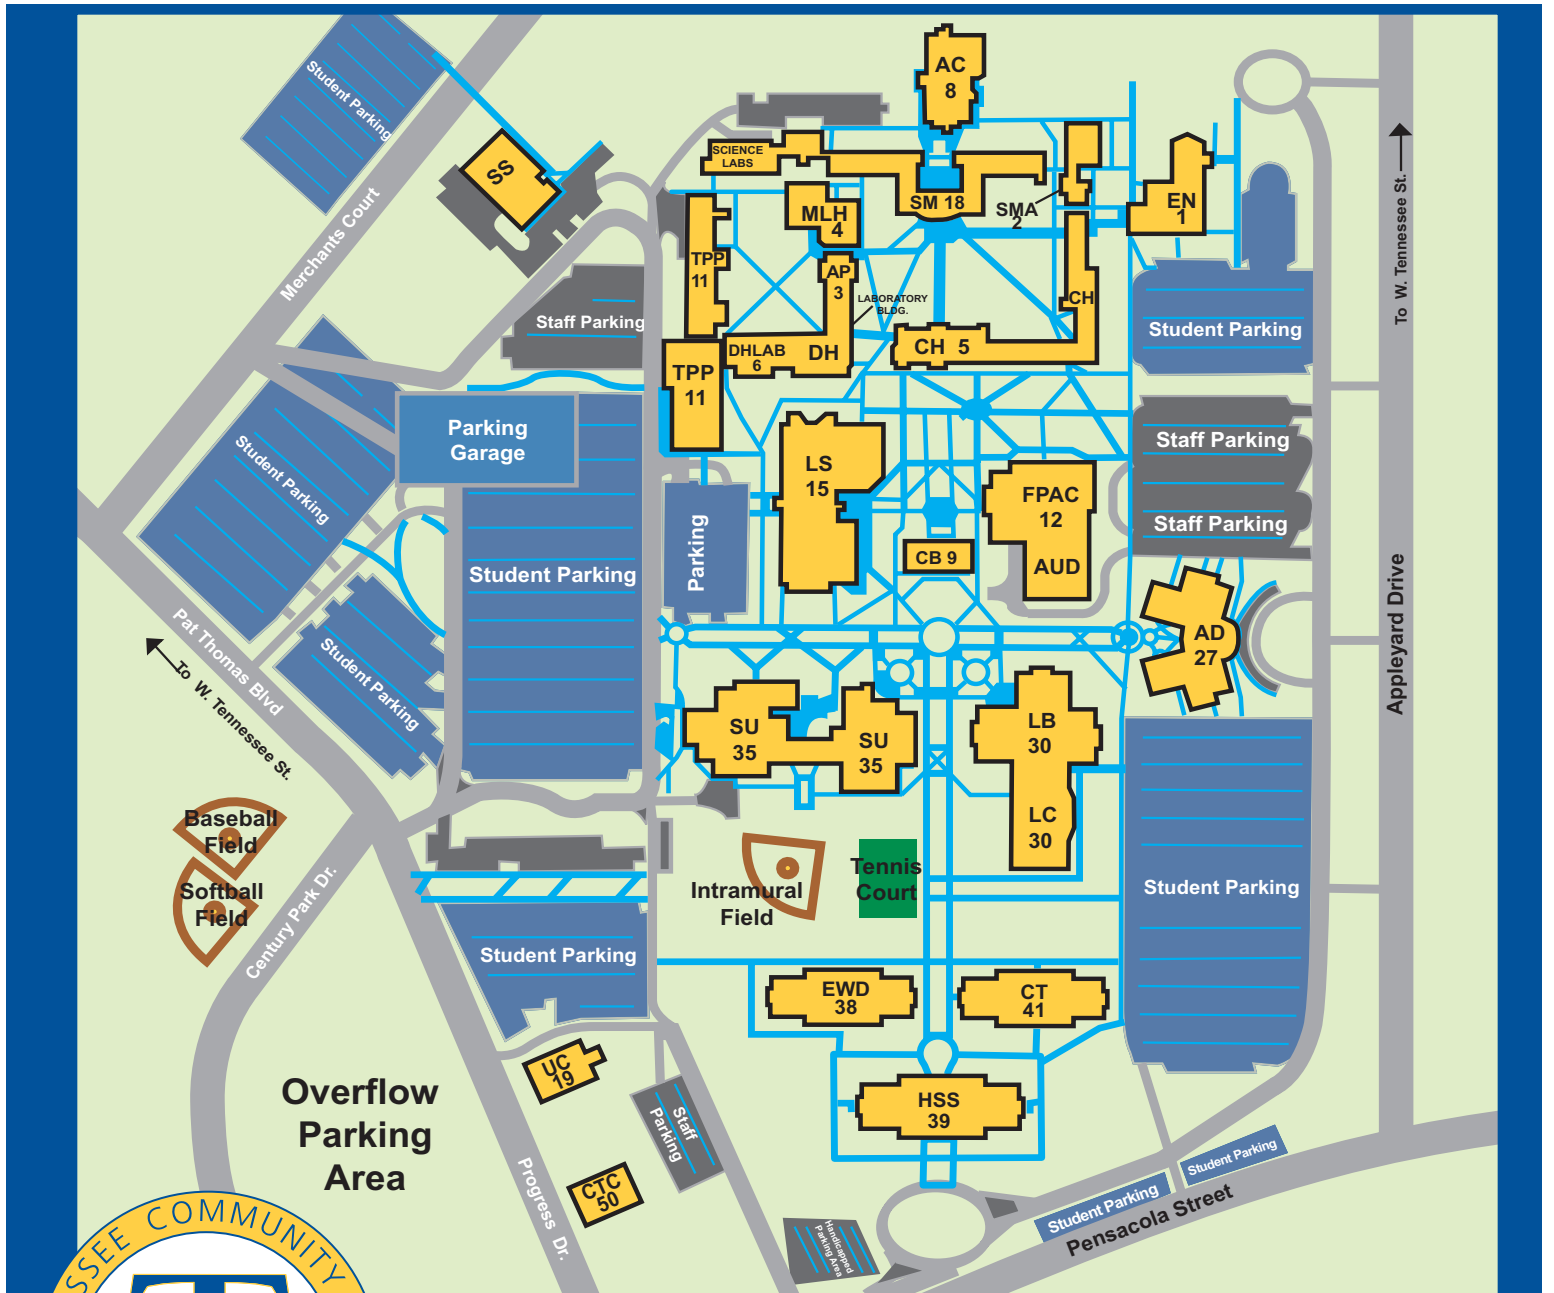 AC
8
Student Parking
SCIENCE
LABS
SS
MLH
4
SM 18
SMA
2
EN
1
To W. Tennessee St.
Merchants Court
TPP
11
AP
3
LABORATORY
BLDG.
CH
Staff Parking
Student Parking
DHLAB
6
DH
CH 5
TPP
11
Parking
Garage
Student Parking
LS
15
FPAC
12
AUD
Staff Parking
Staff Parking
Parking
CB 9
Student Parking
Appleyard Drive
Pat Thomas Blvd
To W. Tennessee St.
Student Parking
AD
27
SU
35
SU
35
LB
30
LC
30
Baseball
Field
Softball
Field
Century Park Dr.
Intramural
Field
Tennis
Court
Student Parking
Student Parking
EWD
38
CT
41
UC
19
Overflow
Parking
Area
Staff
Parking
HSS
39
CTC
50
Progress Dr.
Handicapped
Parking Area
Student Parking
Student Parking
Pensacola Street
SSEE COMMUNITY